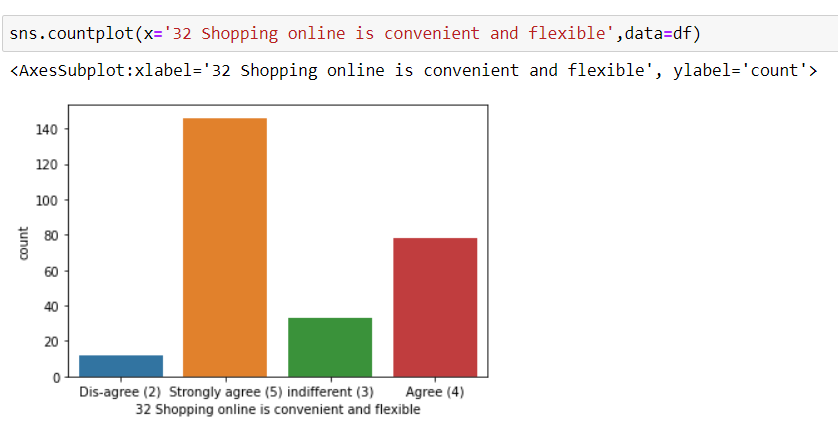 sns.countplot(x='32 Shopping online is convenient and flexible',data=df)
<AxesSubplot:xlabel='32 Shopping online is convenient and flexible', ylabel='count'>
140
120
100
80
60
40
20
0
count
Dis-agree (2) Strongly agree (5) indifferent (3) Agree (4)
32 Shopping online is convenient and flexible